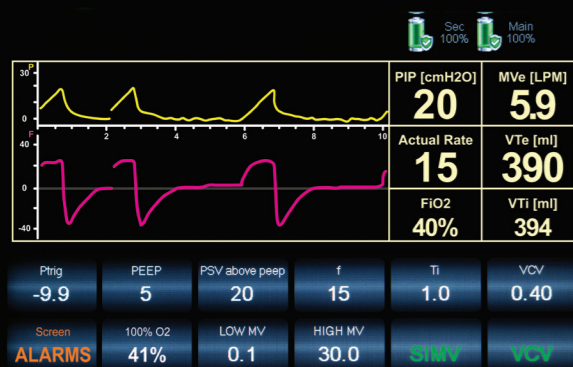 Sec
100%
Main
100%
P
30
0
2
4
6
8
10
F
40
0
-40
PIP [cmH2O]
20
MVe [LPM]
5.9
Actual Rate
15
VTe [ml]
390
FiO2
40%
VTi [ml]
394
Ptrig
-9.9
PEEP
5
PSV above peep
20
f
15
Ti
1.0
VCV
0.40
Screen
ALARMS
100% O2
41%
LOW MV
0.1
HIGH MV
30.0
SIMV
VCV